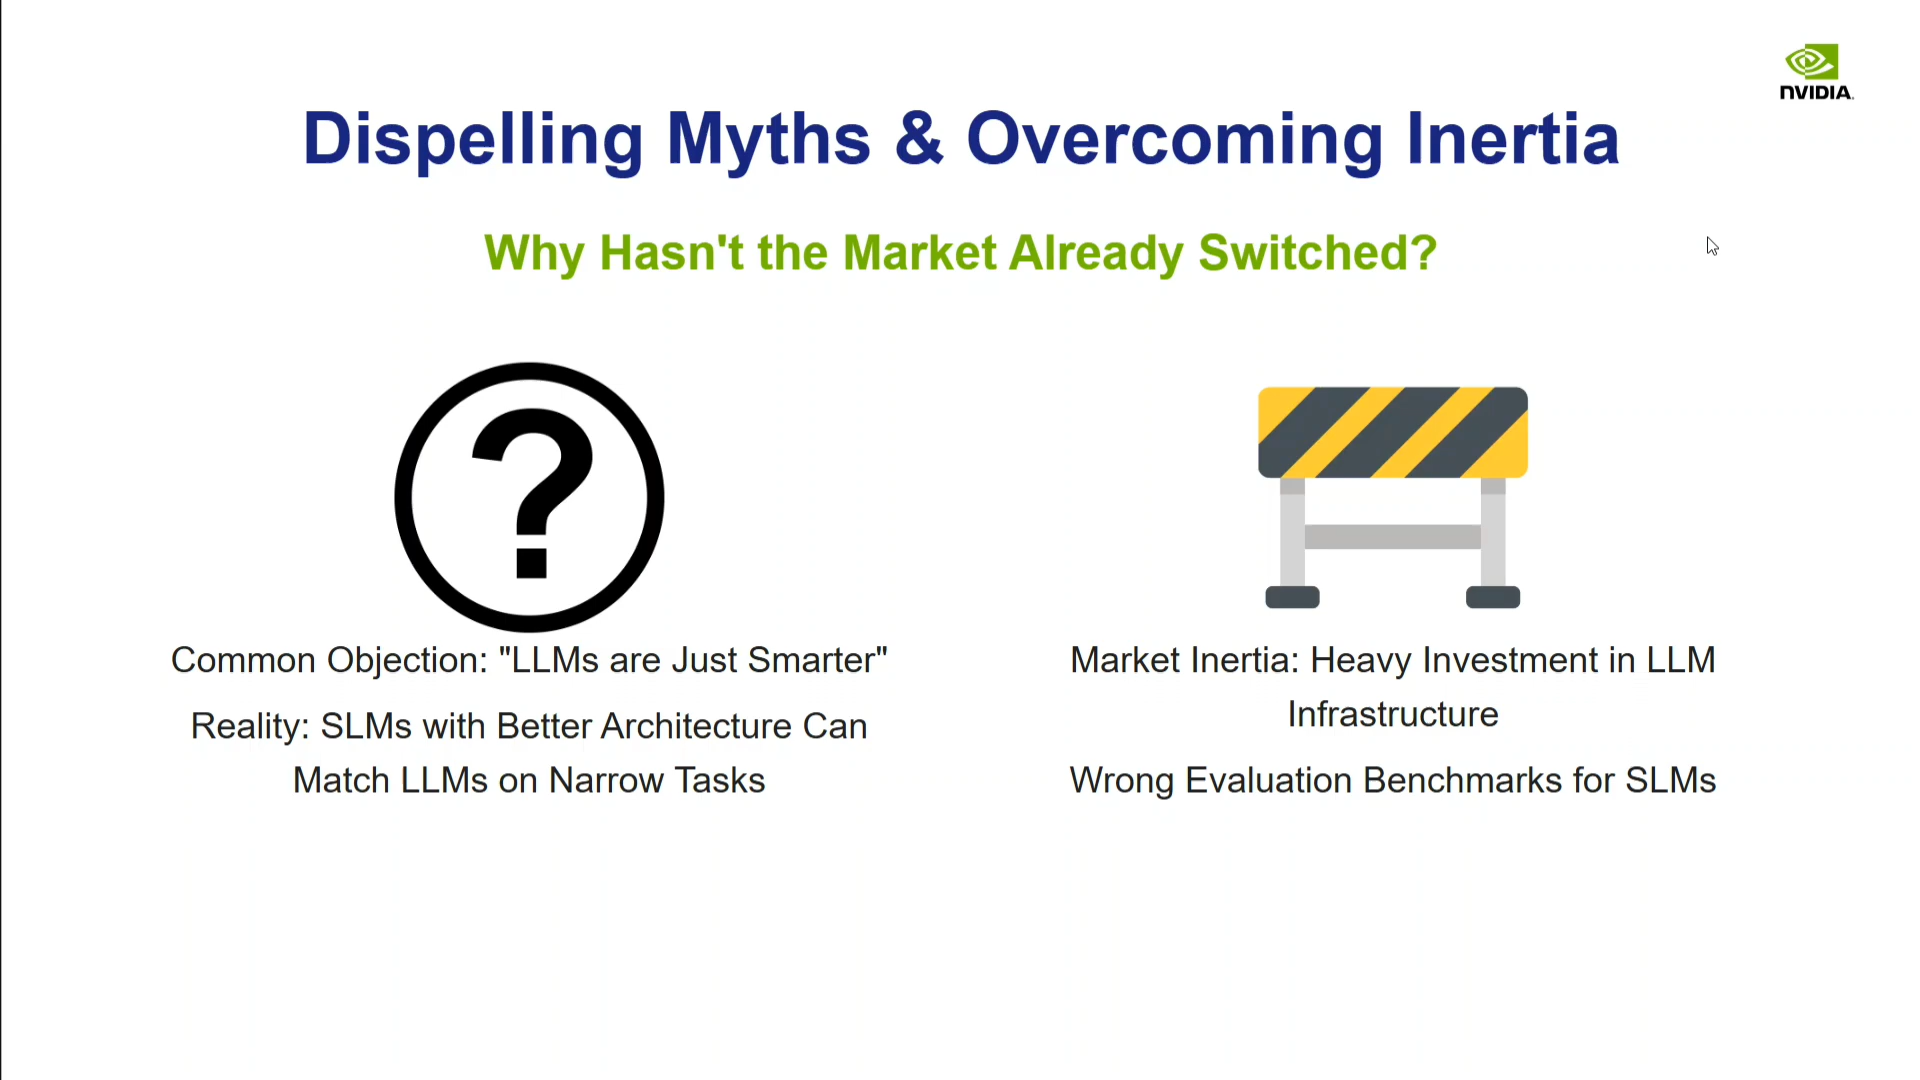 NVIDIA.
Dispelling Myths & Overcoming Inertia
Why Hasn't the Market Already Switched?
?
Common Objection: "LLMs are Just Smarter"
Reality: SLMs with Better Architecture Can
Match LLMs on Narrow Tasks
Market Inertia: Heavy Investment in LLM
Infrastructure
Wrong Evaluation Benchmarks for SLMs